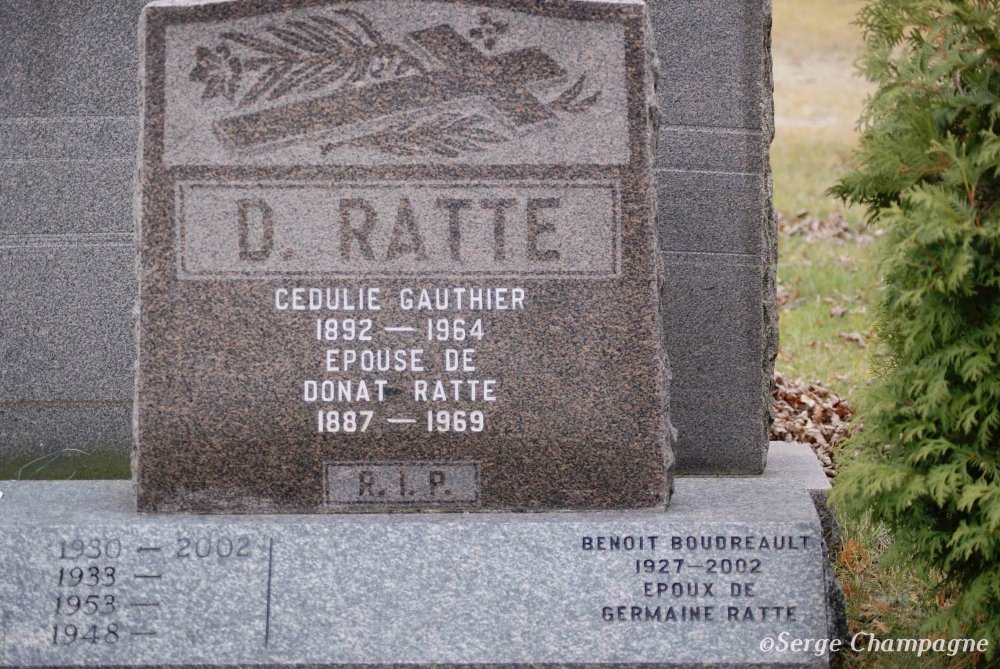 D. RATTE
CEDULIE GAUTHIER
1892 — 1964
EPOUSE DE
DONAT RATTE
1887 — 1969
R. I. P.
1930 — 2002
1933 —
1953 —
1948 —
BENOIT BOUDREAULT
1927-2002
EPOUX DE
GERMAINE RATTE
©Serge Champagne